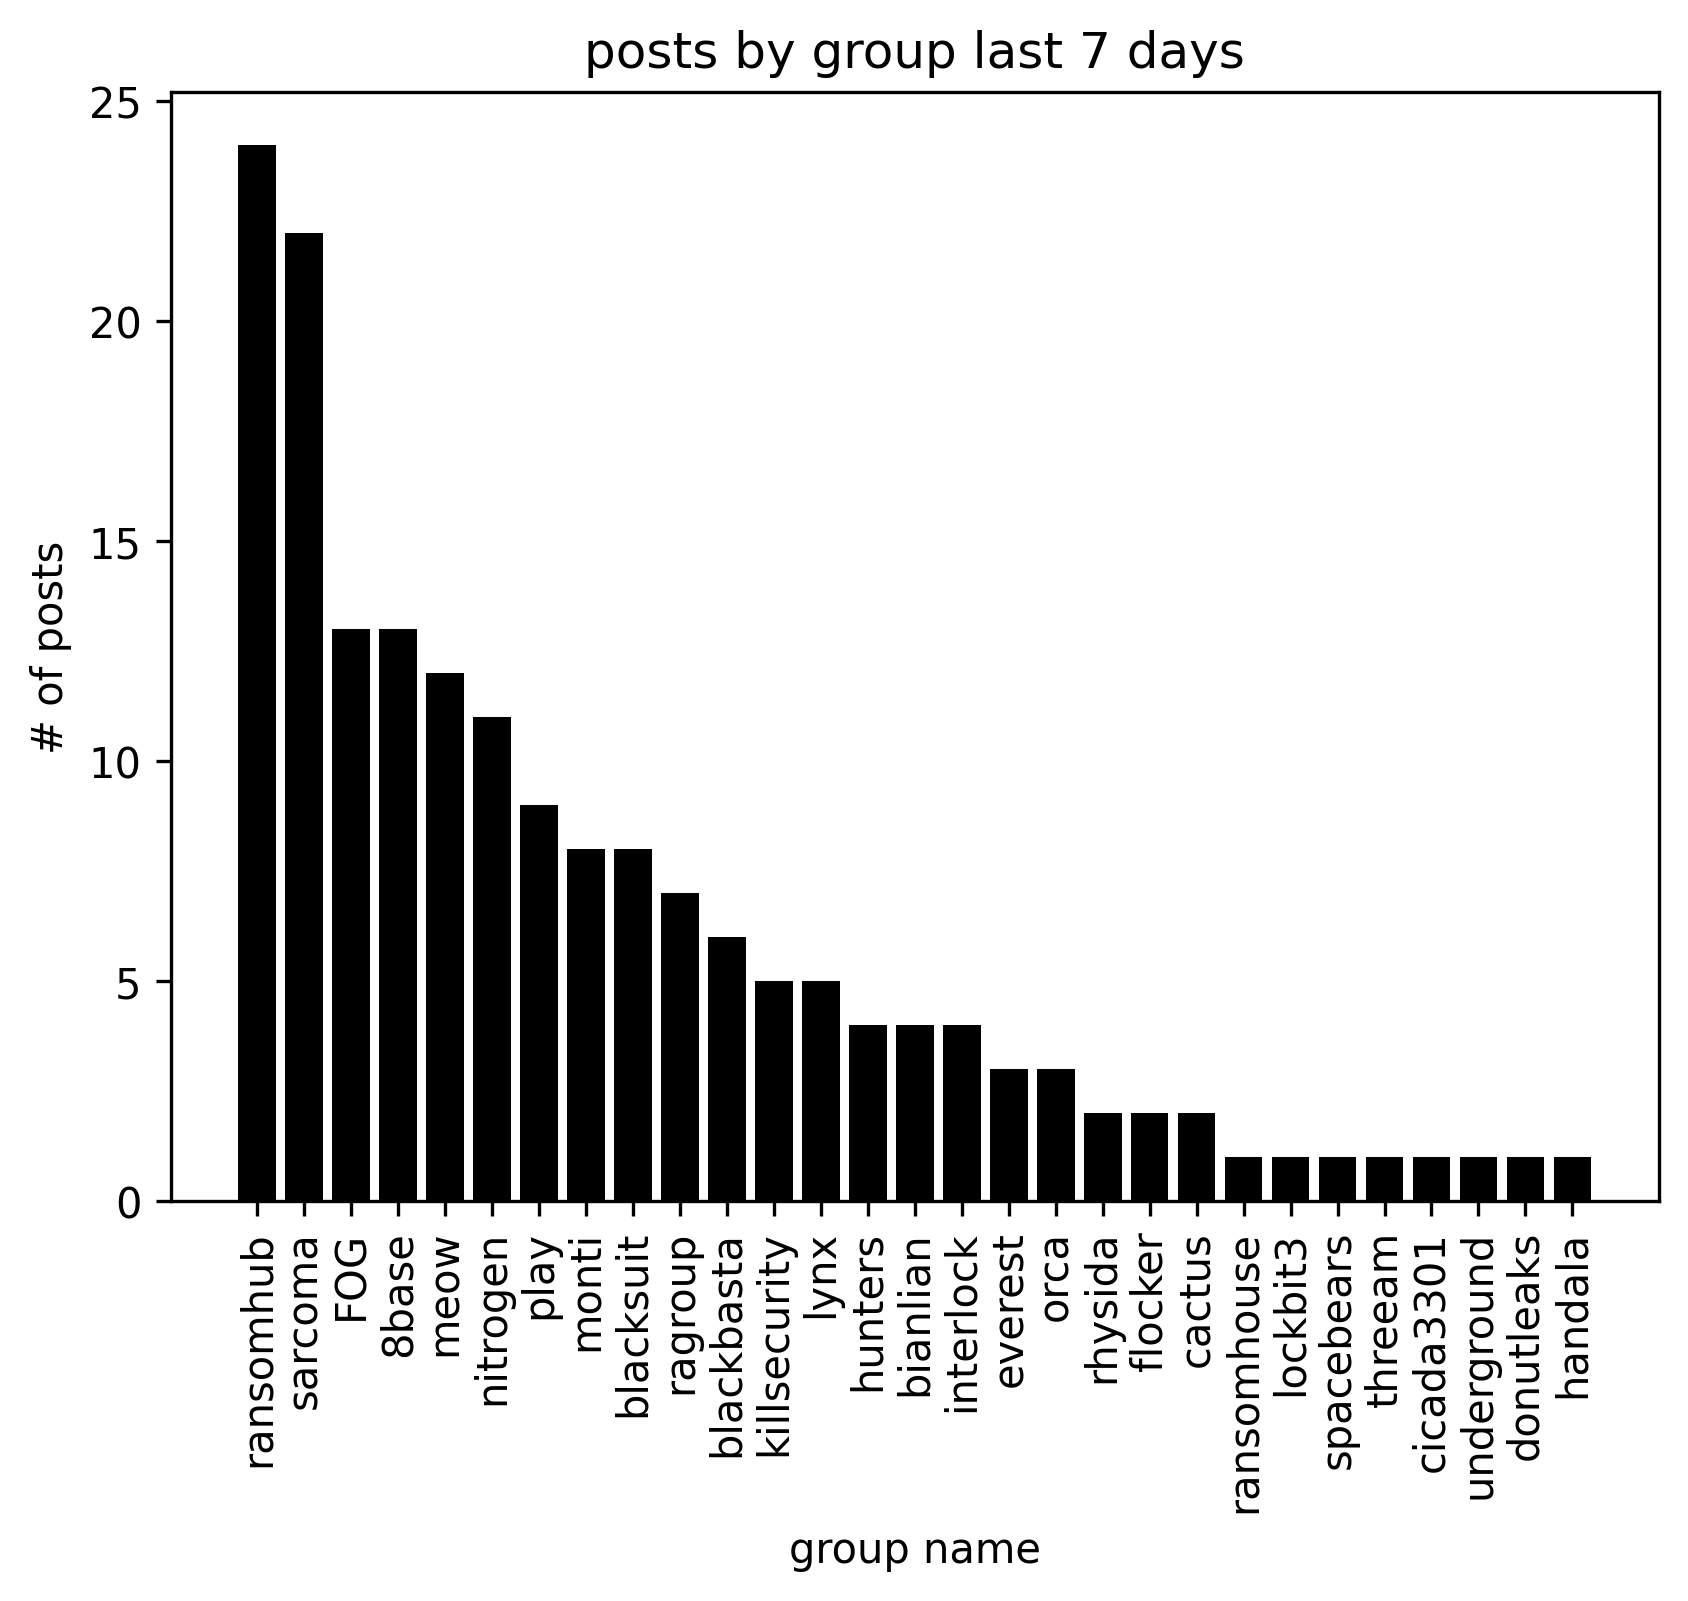 posts by group last 7 days
# of posts
25
20
15
10
5
0
ransomhub
sarcoma
FOG
8base
meow
nitrogen
play
monti
blacksuit
ragroup
blackbasta
killsecurity
lynx
hunters
bianlian
interlock
everest
orca
rhysida
flocker
cactus
ransomhouse
lockbit3
spacebears
threeam
cicada3301
underground
donutleaks
handala
group name